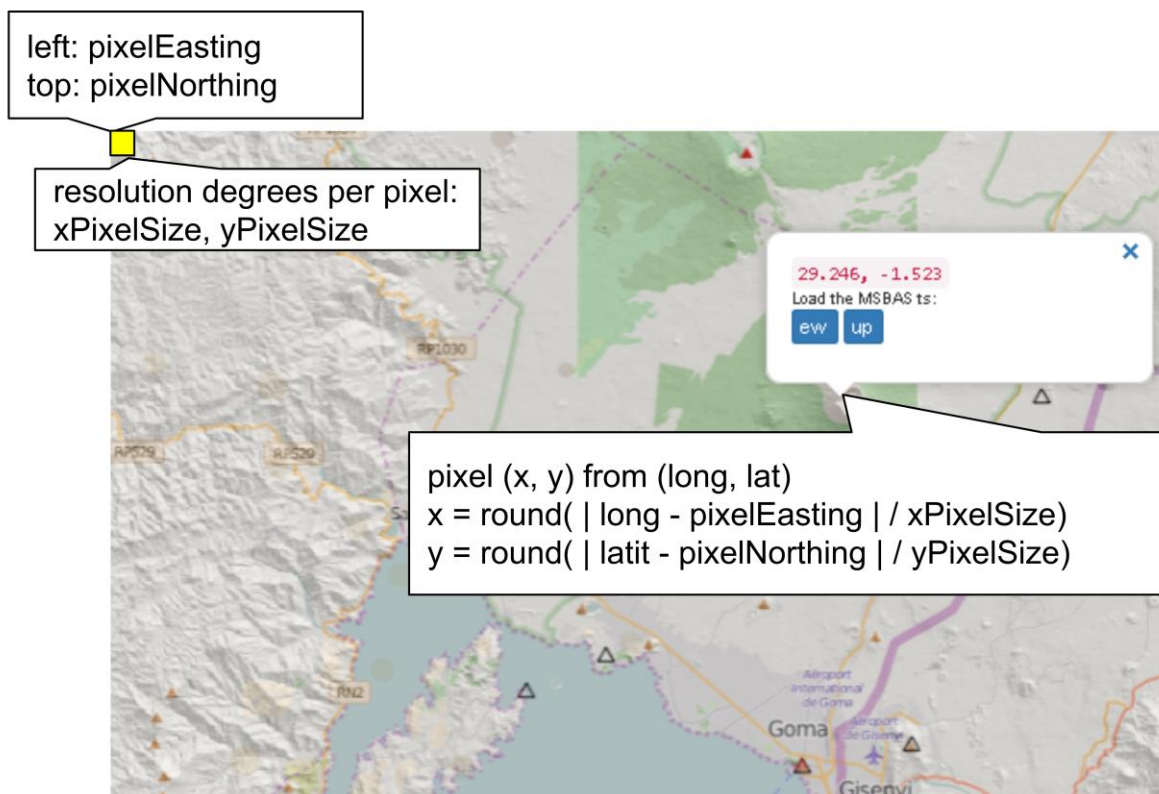 left: pixelEasting
top: pixelNorthing
resolution degrees per pixel:
xPixelSize, yPixelSize
29.246, -1.523
Load the MSBAS ts:
ew up
RP1030
pixel (x, y) from (long, lat)
x = round( | long - pixelEasting | / xPixelSize)
y = round( | latit - pixelNorthing | / yPixelSize)
RP529
RP529
RN2
Aéroport
International
de Goma
Goma
Aéroport
de Gisenyi
Gisenyi